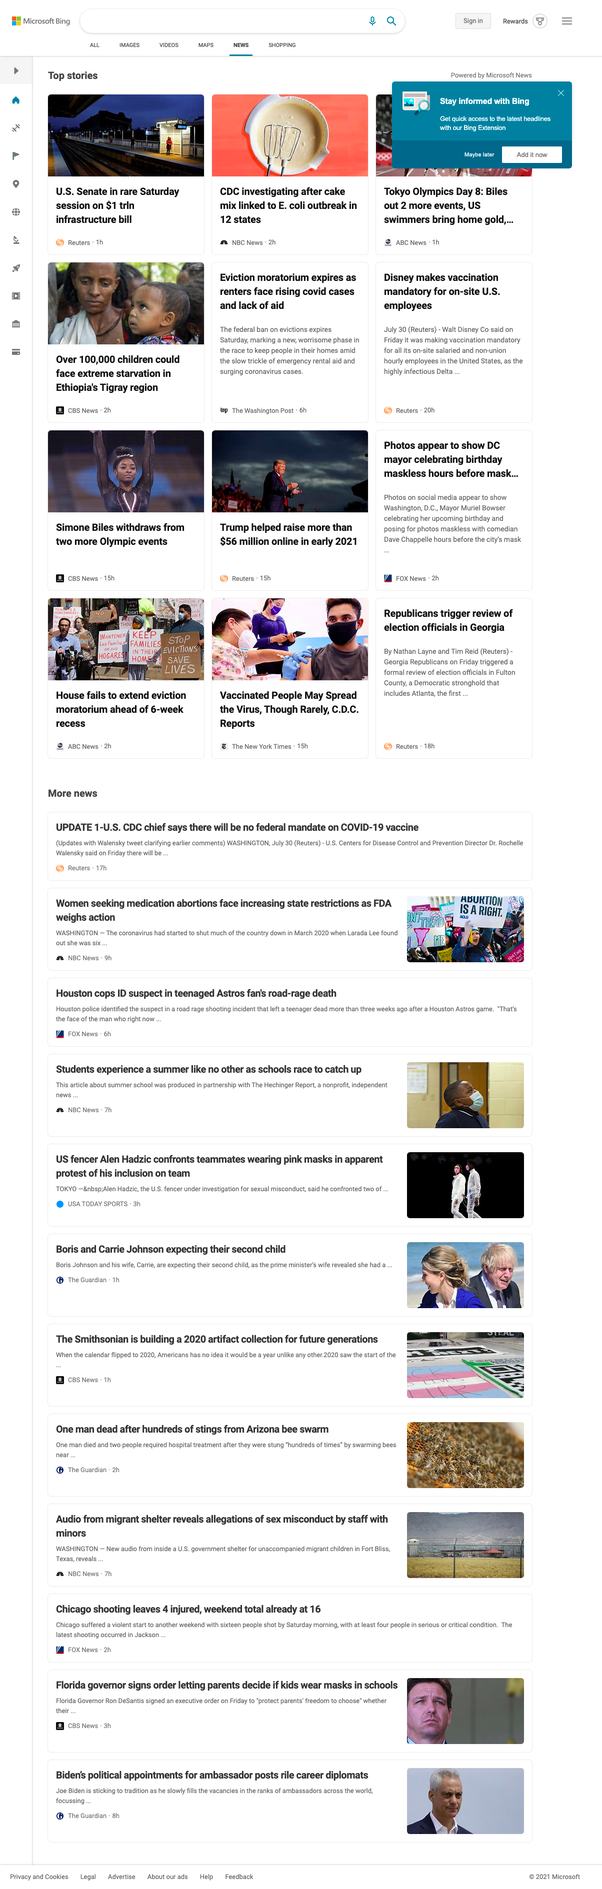 Microsoft Bing
Sign in
Rewards
ALL
IMAGES
VIDEOS
MAPS
NEWS
SHOPPING
Top stories
Powered by Microsoft News
Stay informed with Bing
Get quick access to the latest headlines
with our Bing Extension
Maybe later
Add it now
U.S. Senate in rare Saturday
session on $1 trln
infrastructure bill
Reuters · 1h
CDC investigating after cake
mix linked to E. coli outbreak in
12 states
NBC News · 2h
Tokyo Olympics Day 8: Biles
out 2 more events, US
swimmers bring home gold,...
ABC News · 1h
Over 100,000 children could
face extreme starvation in
Ethiopia's Tigray region
CBS News · 2h
Eviction moratorium expires as
renters face rising covid cases
and lack of aid
The federal ban on evictions expires
Saturday, marking a new, worrisome phase in
the race to keep people in their homes amid
the slow trickle of emergency rental aid and
surging coronavirus cases.
wp The Washington Post · 6h
Disney makes vaccination
mandatory for on-site U.S.
employees
July 30 (Reuters) - Walt Disney Co said on
Friday it was making vaccination mandatory
for all its on-site salaried and non-union
hourly employees in the United States, as the
highly infectious Delta ...
Reuters · 20h
Simone Biles withdraws from
two more Olympic events
CBS News · 15h
Trump helped raise more than
$56 million online in early 2021
Reuters · 15h
Photos appear to show DC
mayor celebrating birthday
maskless hours before mask...
Photos on social media appear to show
Washington, D.C., Mayor Muriel Bowser
celebrating her upcoming birthday and
posing for photos maskless with comedian
Dave Chappelle hours before the city's mask
...
FOX News · 2h
KEEP
FAMILIES
IN THEIR
HOMES
STOP
EVICTIONS
SAVE
LIVES
House fails to extend eviction
moratorium ahead of 6-week
recess
ABC News · 2h
Vaccinated People May Spread
the Virus, Though Rarely, C.D.C.
Reports
The New York Times · 15h
Republicans trigger review of
election officials in Georgia
By Nathan Layne and Tim Reid (Reuters) -
Georgia Republicans on Friday triggered a
formal review of election officials in Fulton
County, a Democratic stronghold that
includes Atlanta, the first ...
Reuters · 18h
More news
UPDATE 1-U.S. CDC chief says there will be no federal mandate on COVID-19 vaccine
(Updates with Walensky tweet clarifying earlier comments) WASHINGTON, July 30 (Reuters) - U.S. Centers for Disease Control and Prevention Director Dr. Rochelle
Walensky said on Friday there will be ...
Reuters · 17h
Women seeking medication abortions face increasing state restrictions as FDA
weighs action
WASHINGTON — The coronavirus had started to shut much of the country down in March 2020 when Larada Lee found
out she was six ...
NBC News · 9h
ABORTION
IS A RIGHT.
Houston cops ID suspect in teenaged Astros fan's road-rage death
Houston police identified the suspect in a road rage shooting incident that left a teenager dead more than three weeks ago after a Houston Astros game. "That's
the face of the man who right now ...
FOX News · 6h
Students experience a summer like no other as schools race to catch up
This article about summer school was produced in partnership with The Hechinger Report, a nonprofit, independent
news ...
NBC News · 7h
US fencer Alen Hadzic confronts teammates wearing pink masks in apparent
protest of his inclusion on team
TOKYO —&nbsp;Alen Hadzic, the U.S. fencer under investigation for sexual misconduct, said he confronted two of ...
USA TODAY SPORTS · 3h
Boris and Carrie Johnson expecting their second child
Boris Johnson and his wife, Carrie, are expecting their second child, as the prime minister's wife revealed she had a ...
The Guardian · 1h
The Smithsonian is building a 2020 artifact collection for future generations
When the calendar flipped to 2020, Americans has no idea it would be a year unlike any other.2020 saw the start of the
...
CBS News · 1h
One man dead after hundreds of stings from Arizona bee swarm
One man died and two people required hospital treatment after they were stung "hundreds of times" by swarming bees
near ...
The Guardian · 2h
Audio from migrant shelter reveals allegations of sex misconduct by staff with
minors
WASHINGTON — New audio from inside a U.S. government shelter for unaccompanied migrant children in Fort Bliss,
Texas, reveals ...
NBC News · 7h
Chicago shooting leaves 4 injured, weekend total already at 16
Chicago suffered a violent start to another weekend with sixteen people shot by Saturday morning, with at least four people in serious or critical condition. The
latest shooting occurred in Jackson ...
FOX News · 2h
Florida governor signs order letting parents decide if kids wear masks in schools
Florida Governor Ron DeSantis signed an executive order on Friday to "protect parents' freedom to choose" whether
their ...
CBS News · 3h
Biden's political appointments for ambassador posts rile career diplomats
Joe Biden is sticking to tradition as he slowly fills the vacancies in the ranks of ambassadors across the world,
focussing ...
The Guardian · 8h
Privacy and Cookies
Legal
Advertise
About our ads
Help
Feedback
© 2021 Microsoft